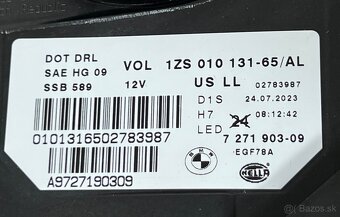 DOT DRL
SAE HG 09
SSB 589
VOL 1ZS 010 131-65/AL
12V
US LL
02783987
D1S 24.07.2023
H7 08:12:42
LED 24
7 271 903-09
EGF78A
0101316502783987
A9727190309
BMW
HELLA
Bazos.sk